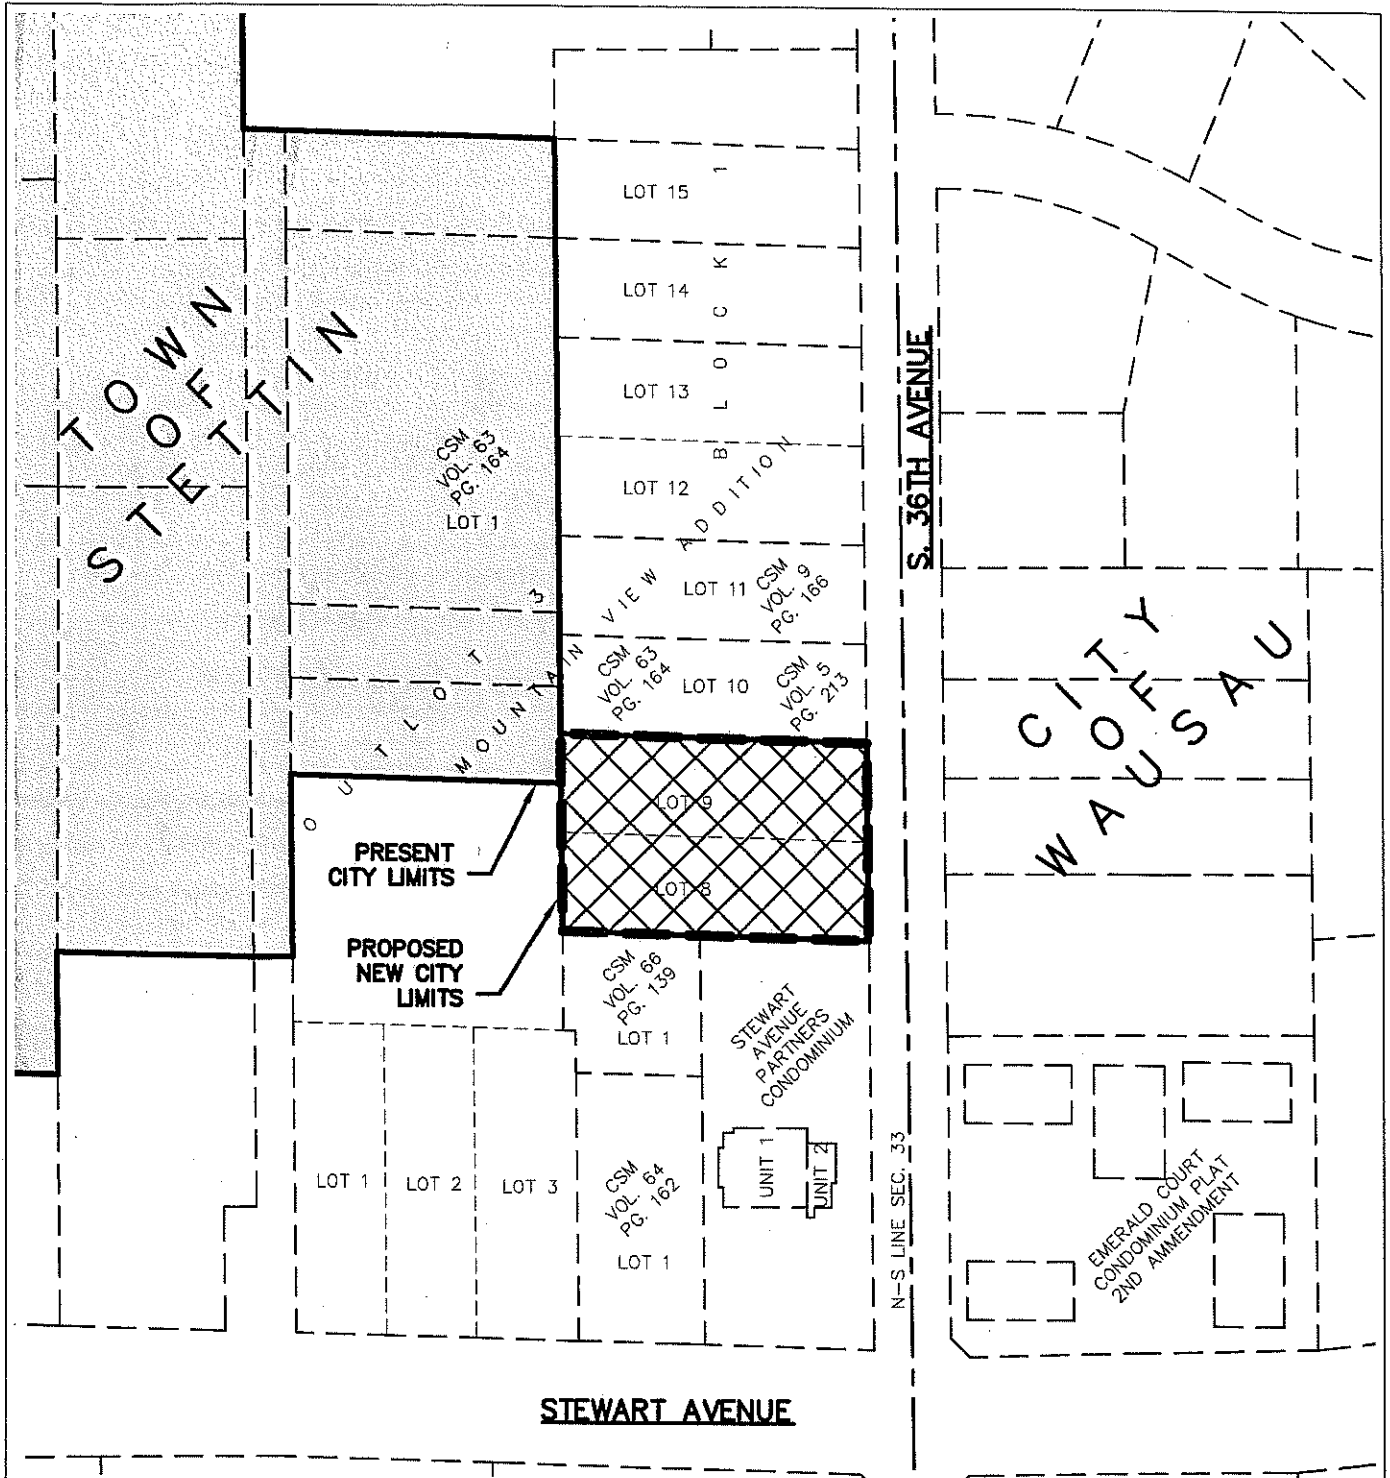 TOWN
OF
STETTIN
LOT 15
LOT 14
LOT 13
LOT 12
BLOCK 1
S. 36TH AVENUE
CSM
VOL. 63
PG. 164
LOT 1
MOUNTAIN VIEW ADDITION
LOT 11
CSM
VOL. 9
PG. 166
CSM
VOL. 63
PG. 164
LOT 10
CSM
VOL. 5
PG. 213
OUTLOT 3
CITY
OF
WAUSAU
LOT 9
LOT 8
PRESENT
CITY LIMITS
PROPOSED
NEW CITY
LIMITS
CSM
VOL. 66
PG. 139
LOT 1
STEWART
AVENUE
PARTNERS
CONDOMINIUM
LOT 1
LOT 2
LOT 3
CSM
VOL. 64
PG. 162
LOT 1
UNIT 1
UNIT 2
N-S LINE SEC. 33
EMERALD COURT
CONDOMINIUM PLAT
2ND AMMENDMENT
STEWART AVENUE